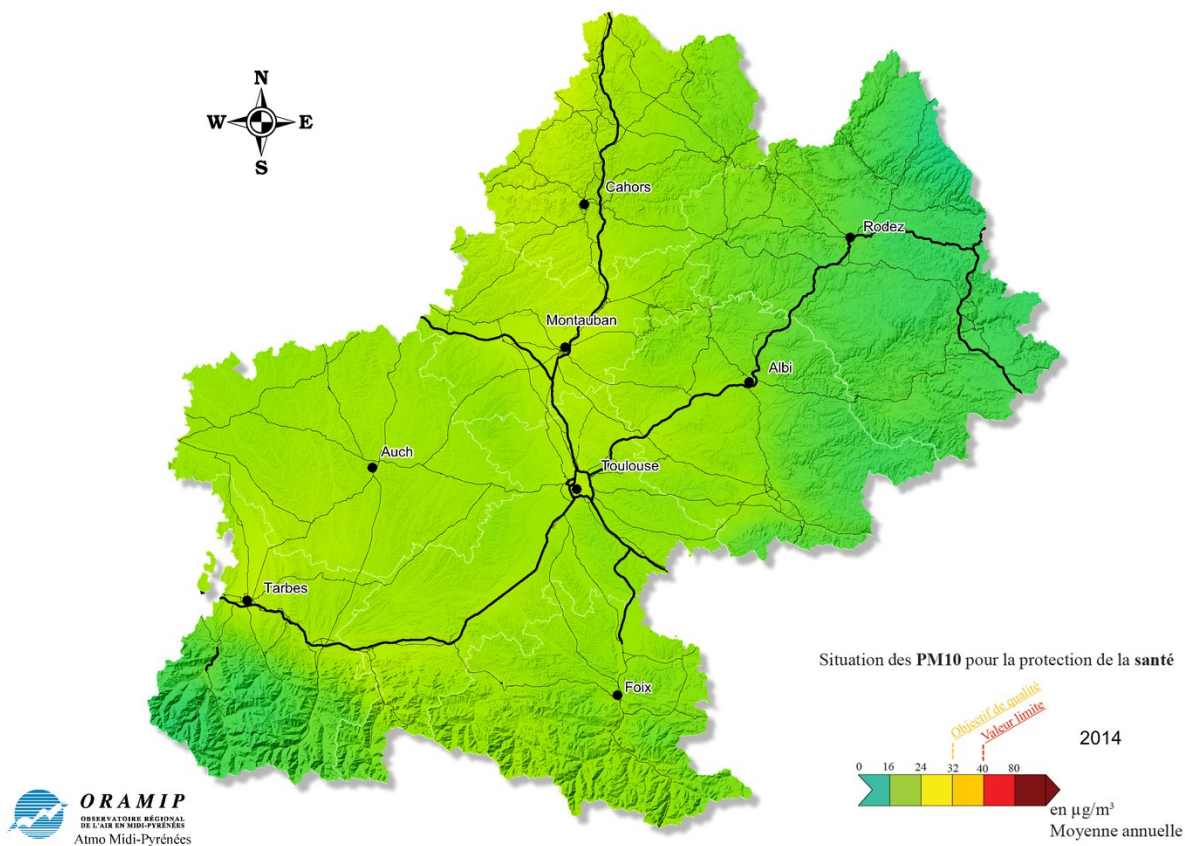 N
W E
S
Cahors
Rodez
Montauban
Albi
Auch
Toulouse
Tarbes
Foix
Situation des PM10 pour la protection de la santé
Objectif de qualité
Valeur limite
2014
0 16 24 32 40 80
en µg/m³
Moyenne annuelle
ORAMIP
OBSERVATOIRE RÉGIONAL
DE L'AIR EN MIDI-PYRÉNÉES
Atmo Midi-Pyrénées